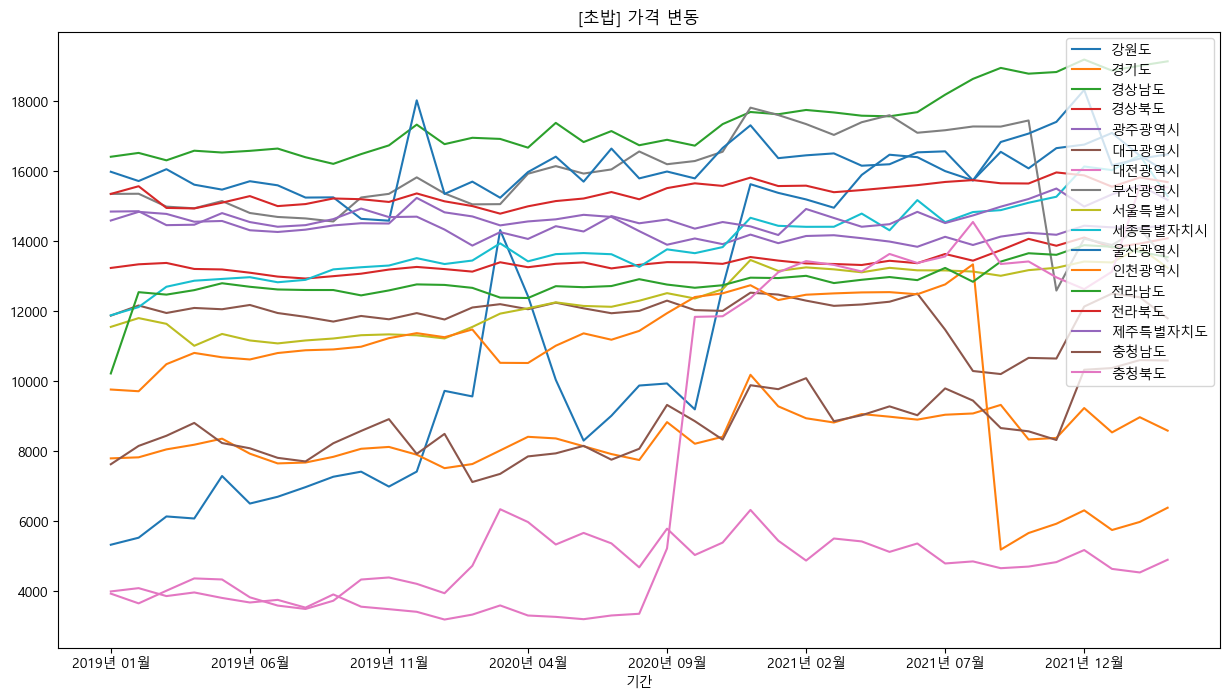 [초밥] 가격 변동
18000
16000
14000
12000
10000
8000
6000
4000
강원도
경기도
경상남도
경상북도
광주광역시
대구광역시
대전광역시
부산광역시
서울특별시
세종특별자치시
울산광역시
인천광역시
전라남도
전라북도
제주특별자치도
충청남도
충청북도
2019년 01월 2019년 06월 2019년 11월 2020년 04월 2020년 09월 2021년 02월 2021년 07월 2021년 12월
기간